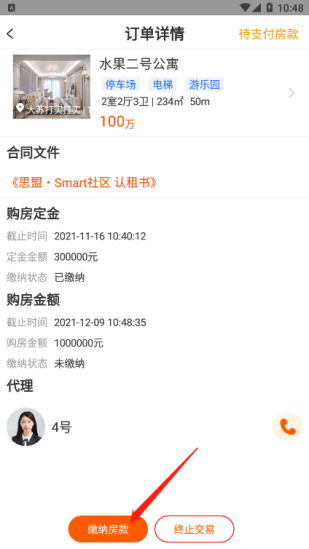 10:48
订单详情
待支付房款
水果二号公寓
停车场 电梯 游乐园
2室2厅3卫 | 234㎡ 50m
大苏打买打买 | 1
100万
合同文件
《思盟・Smart社区 认租书》
购房定金
截止时间 2021-11-16 10:40:12
定金金额 300000元
缴纳状态 已缴纳
购房金额
截止时间 2021-12-09 10:48:35
购房金额 1000000元
缴纳状态 未缴纳
代理
4号
缴纳房款 终止交易